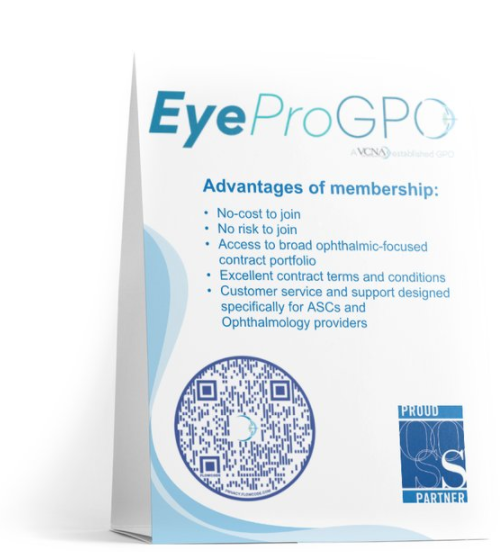 EyeProGPO
A VCNA established GPO
Advantages of membership:
• No-cost to join
• No risk to join
• Access to broad ophthalmic-focused
contract portfolio
• Excellent contract terms and conditions
• Customer service and support designed
specifically for ASCs and
Ophthalmology providers
PROUD
S
PARTNER